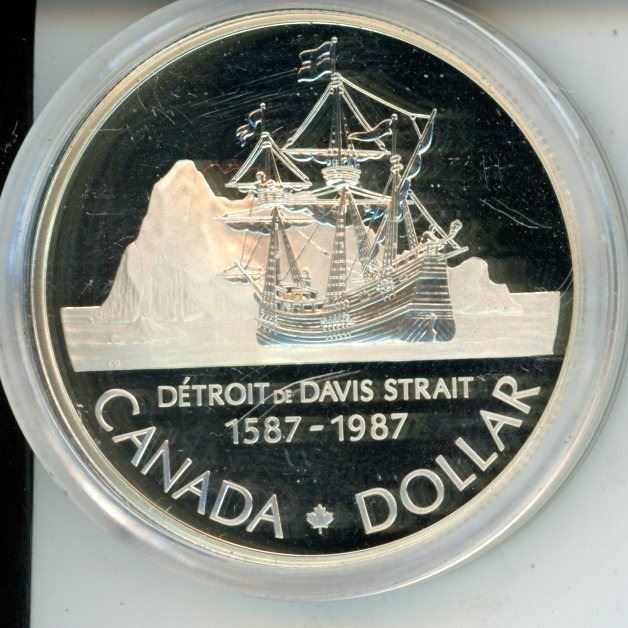 DÉTROIT DE DAVIS STRAIT
1587-1987
CANADA DOLLAR